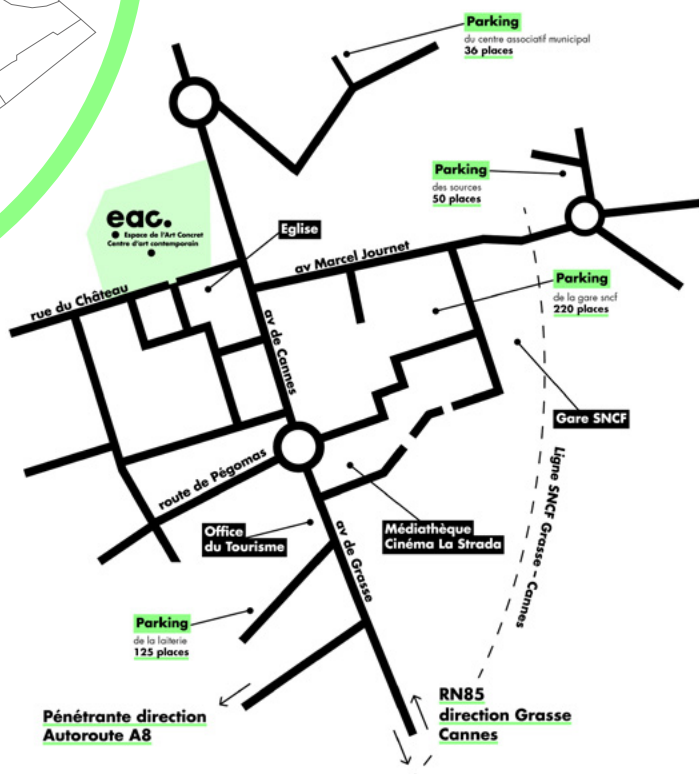 Parking
du centre associatif municipal
36 places
Parking
des sources
50 places
eac.
Espace de l'Art Concret
Centre d'art contemporain
Eglise
av Marcel Journet
rue du Château
Parking
de la gare sncf
220 places
av de Cannes
Gare SNCF
route de Pégomas
Ligne SNCF Grasse - Cannes
Office
du Tourisme
Médiathèque
Cinéma La Strada
av de Grasse
Parking
de la laiterie
125 places
RN85
direction Grasse
Cannes
Pénétrante direction
Autoroute A8